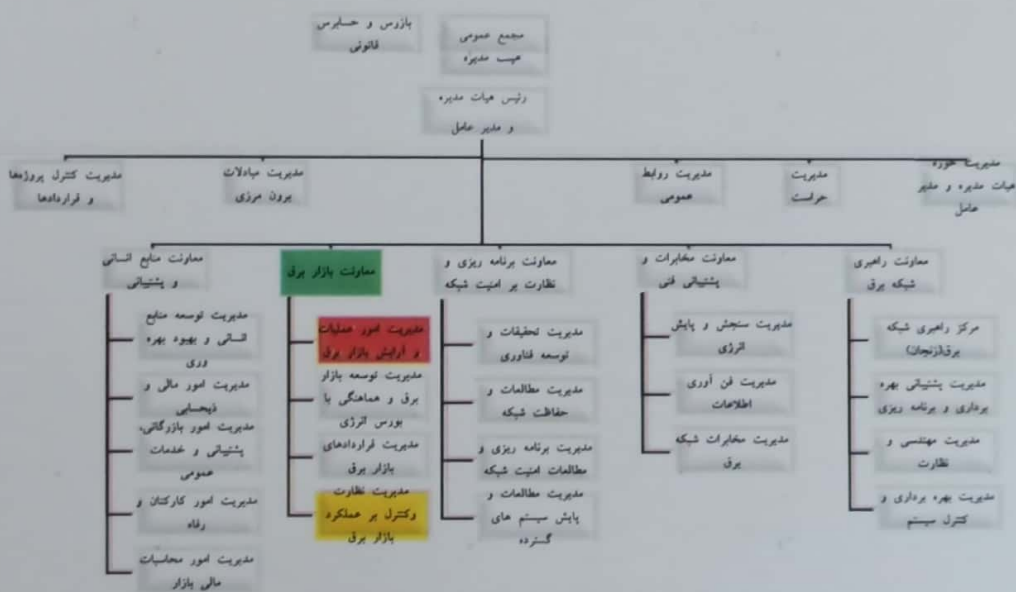 مجمع عمومی
هیئت مدیره
بازرس و حسابرس
قانونی
رئیس هیات مدیره
و مدیر عامل
مدیریت حوزه
هیات مدیره و مدیر
عامل
مدیریت
حراست
مدیریت روابط
عمومی
مدیریت مبادلات
برون مرزی
مدیریت کنترل پروژه‌ها
و قراردادها
معاونت راهبری
شبکه برق
مرکز راهبری شبکه
برق(زنجان)
مدیریت پشتیبانی بهره
برداری و برنامه ریزی
مدیریت مهندسی و
نظارت
مدیریت بهره برداری و
کنترل سیستم
معاونت مخابرات و
پشتیبانی فنی
مدیریت سنجش و پایش
انرژی
مدیریت فن آوری
اطلاعات
مدیریت مخابرات شبکه
برق
معاونت برنامه ریزی و
نظارت بر امنیت شبکه
مدیریت تحقیقات و
توسعه فناوری
مدیریت مطالعات و
حفاظت شبکه
مدیریت برنامه ریزی و
مطالعات امنیت شبکه
مدیریت مطالعات و
پایش سیستم های
گسترده
معاونت بازار برق
مدیریت امور عملیات
و آرایش بازار برق
مدیریت توسعه بازار
برق و هماهنگی با
بورس انرژی
مدیریت قراردادهای
بازار برق
مدیریت نظارت
وکنترل بر عملکرد
بازار برق
معاونت منابع انسانی
و پشتیبانی
مدیریت توسعه منابع
انسانی و بهبود بهره
وری
مدیریت امور مالی و
ذیحسابی
مدیریت امور بازرگانی،
پشتیبانی و خدمات
عمومی
مدیریت امور کارکنان و
رفاه
مدیریت امور محاسبات
مالی بازار